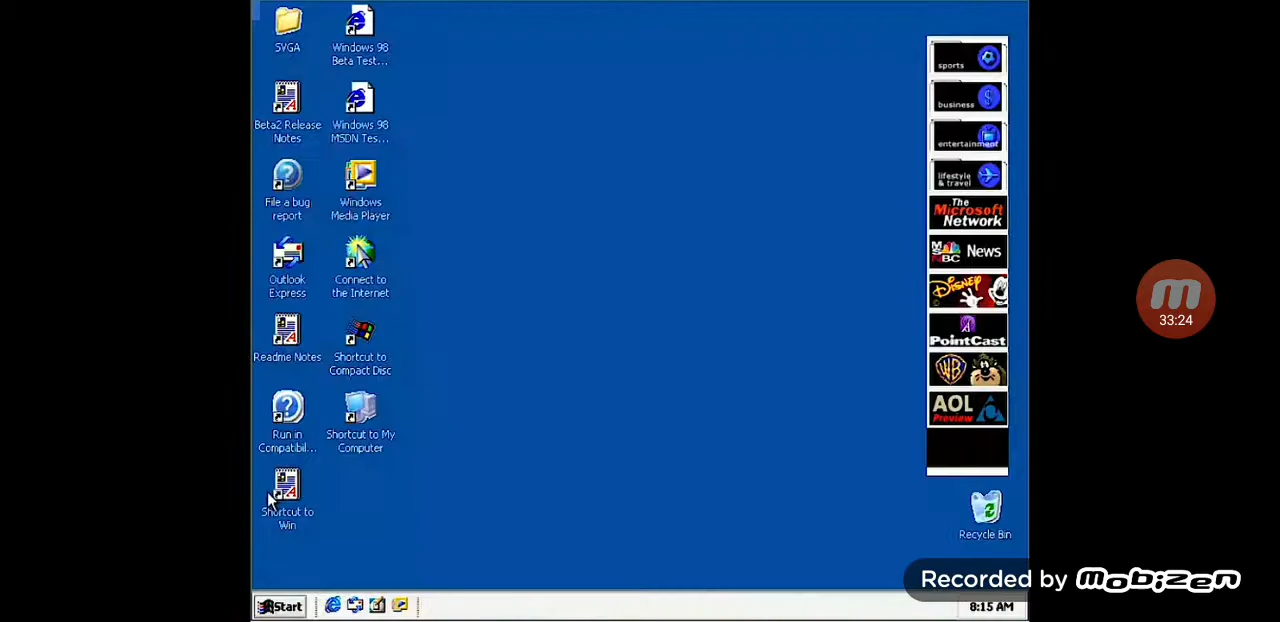 SVGA
Windows 98
Beta Test...
Beta2 Release
Notes
Windows 98
MSDN Tes...
File a bug
report
Windows
Media Player
Outlook
Express
Connect to
the Internet
Readme Notes
Shortcut to
Compact Disc
Run in
Compatibil...
Shortcut to My
Computer
Shortcut to
Win
sports
business
entertainment
lifestyle
& travel
The
Microsoft
Network
MSNBC News
Disney
PointCast
WB
AOL
Preview
Recycle Bin
33:24
Recorded by Mobizen
Start
8:15 AM